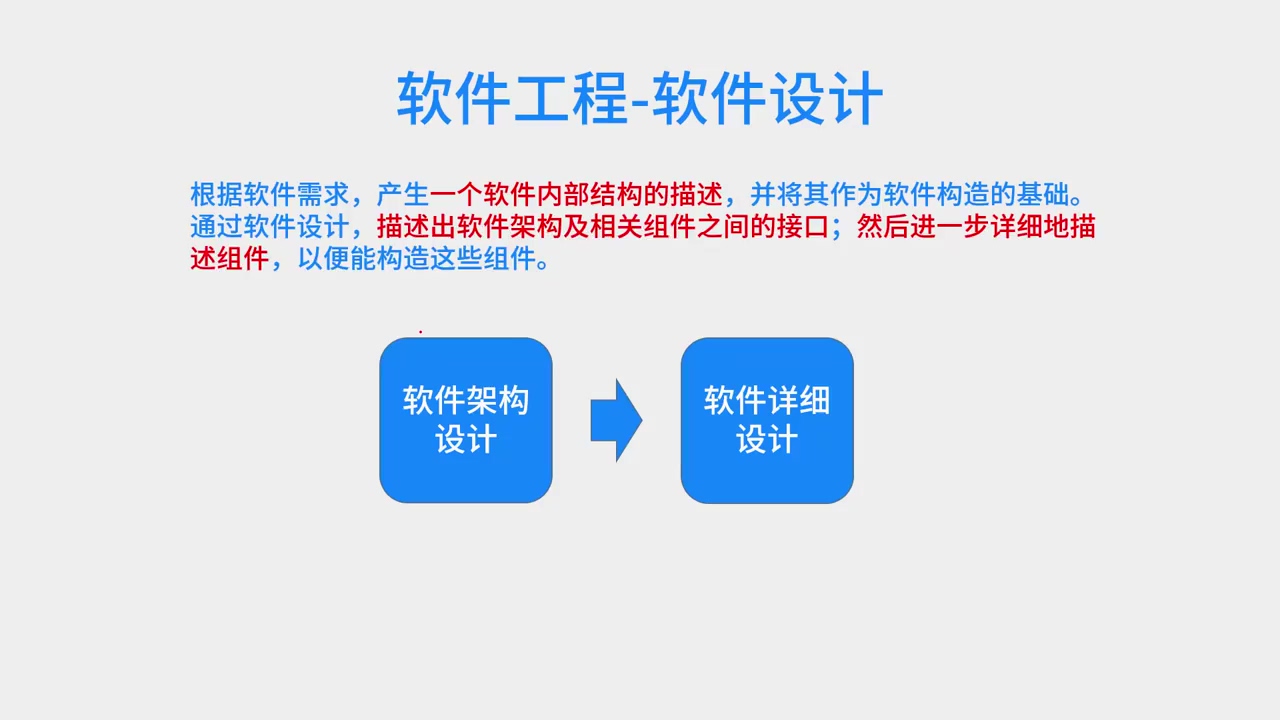 软件工程-软件设计
根据软件需求，产生一个软件内部结构的描述，并将其作为软件构造的基础。
通过软件设计，描述出软件架构及相关组件之间的接口；然后进一步详细地描
述组件，以便能构造这些组件。
软件架构
设计
软件详细
设计